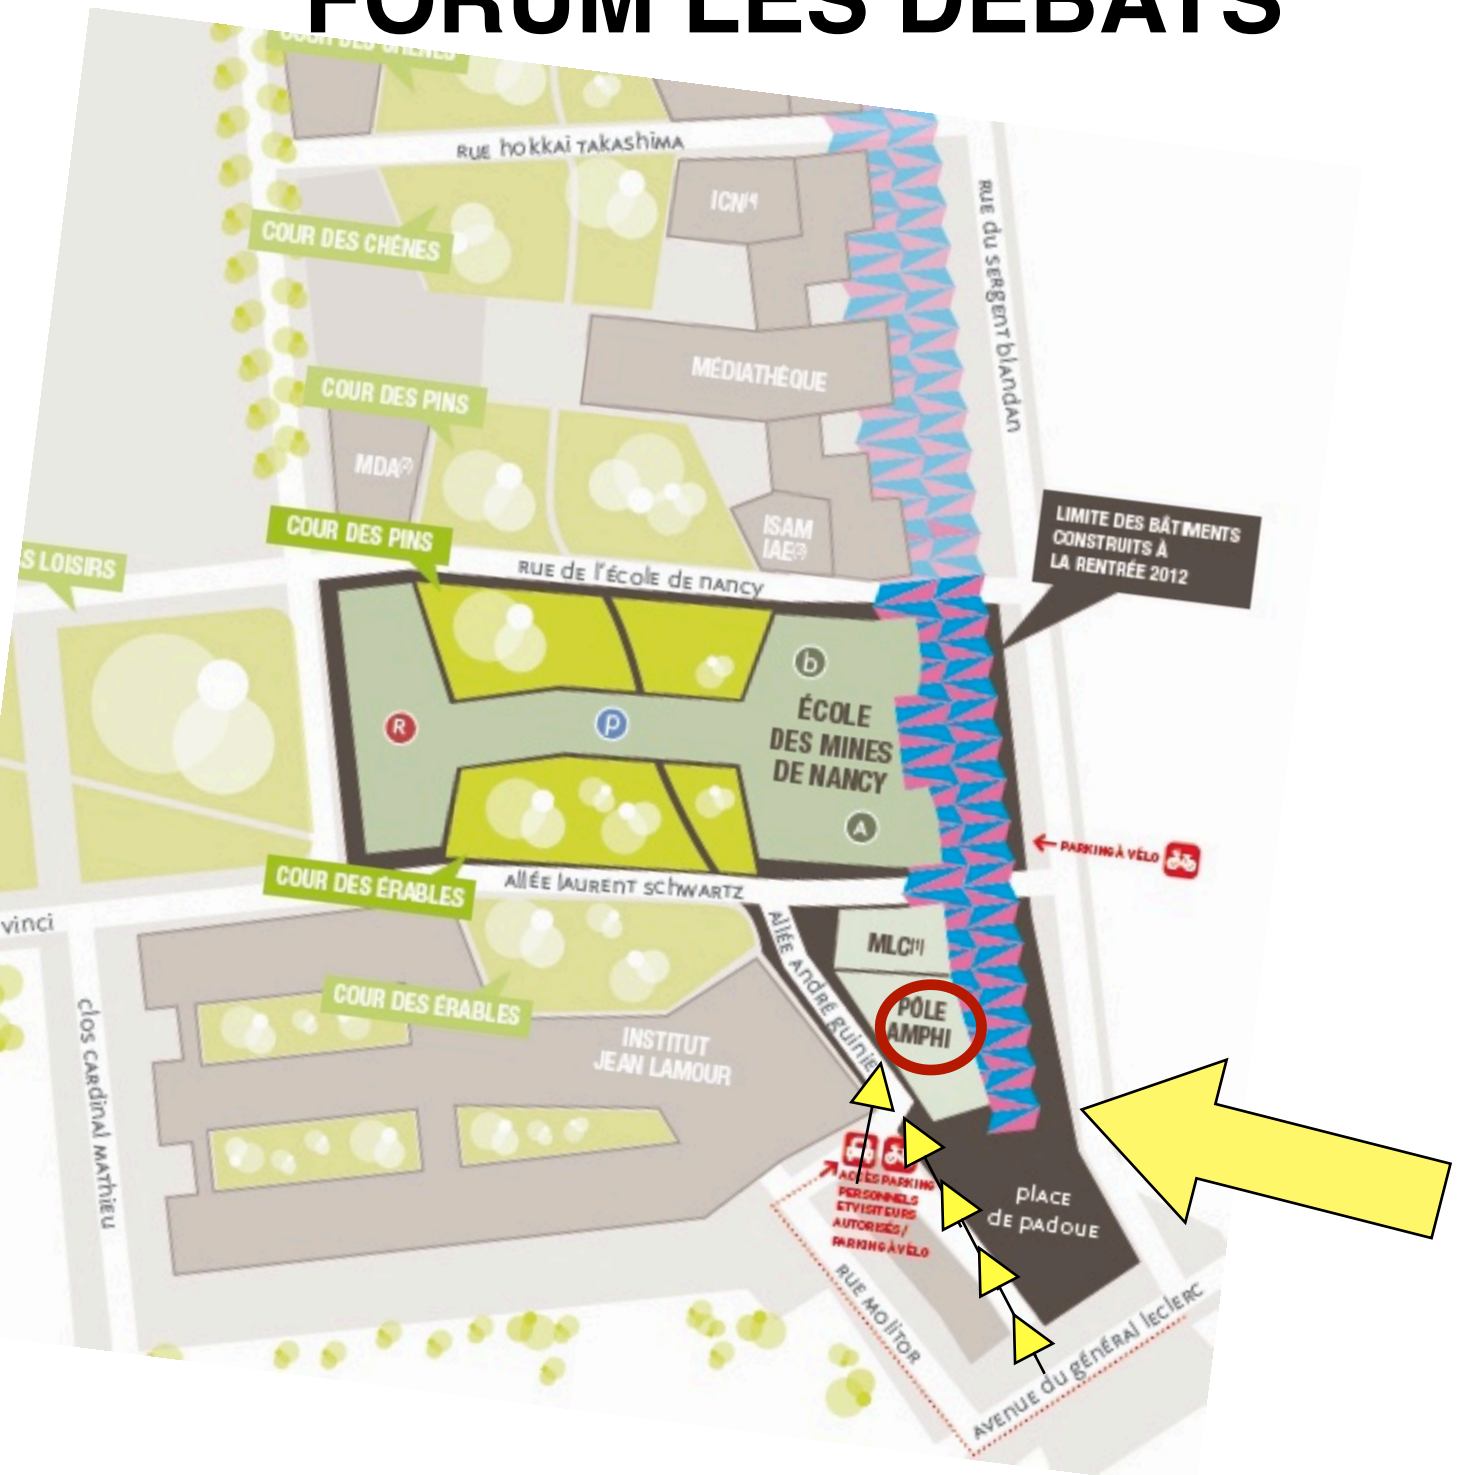 FORUM LES DÉBATS
COUR DES CHÊNES
RUE hokkai TAKASHIMA
ICN⁽⁴⁾
RUE du SERGENT blANdAN
COUR DES CHÊNES
MÉDIATHÈQUE
COUR DES PINS
MDA
COUR DES PINS
ISAM
IAE
LIMITE DES BÂTIMENTS
CONSTRUITS À
LA RENTRÉE 2012
S LOISIRS
RUE DE l'ÉCOlE DE NANCY
b
ÉCOLE
DES MINES
DE NANCY
R
P
A
PARKING À VÉLO
COUR DES ÉRABLES
AllÉE lAURENT SCHWARTZ
vinci
AllÉE ANDRÉ GUINIE
MLC⁽¹⁾
PÔLE
AMPHI
COUR DES ÉRABLES
INSTITUT
JEAN LAMOUR
clos CARdiNAl MATHIEU
ACCÈS PARKING
PERSONNELS
ET VISITEURS
AUTORISÉS /
PARKING À VÉLO
plACE
de pAdOUE
RUE MOliTOR
AVENUE du GÉNÉRAl lEClERC